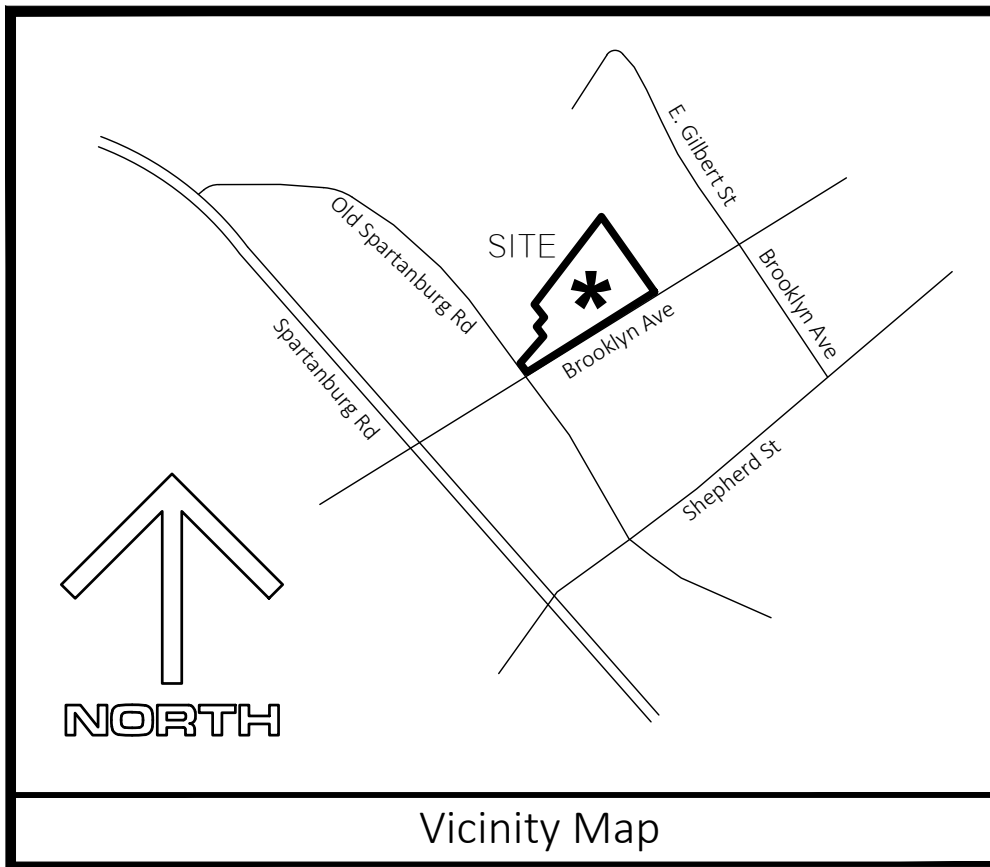 E. Gilbert St
Old Spartanburg Rd
SITE
*
Brooklyn Ave
Brooklyn Ave
Spartanburg Rd
Shepherd St
NORTH
Vicinity Map